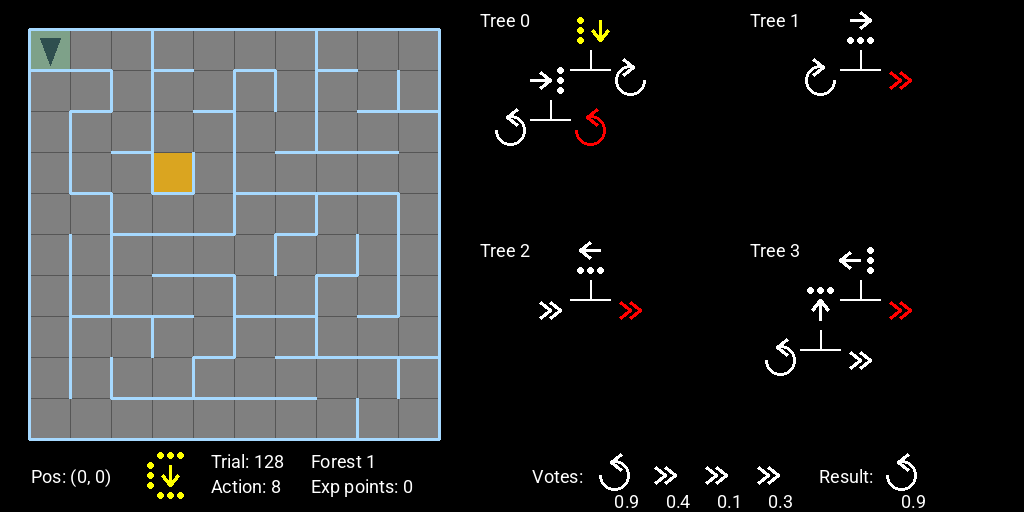 Tree 0
Tree 1
Tree 2
Tree 3
Pos: (0, 0)
Trial: 128
Forest 1
Action: 8
Exp points: 0
Votes:
Result:
0.9
0.4
0.1
0.3
0.9